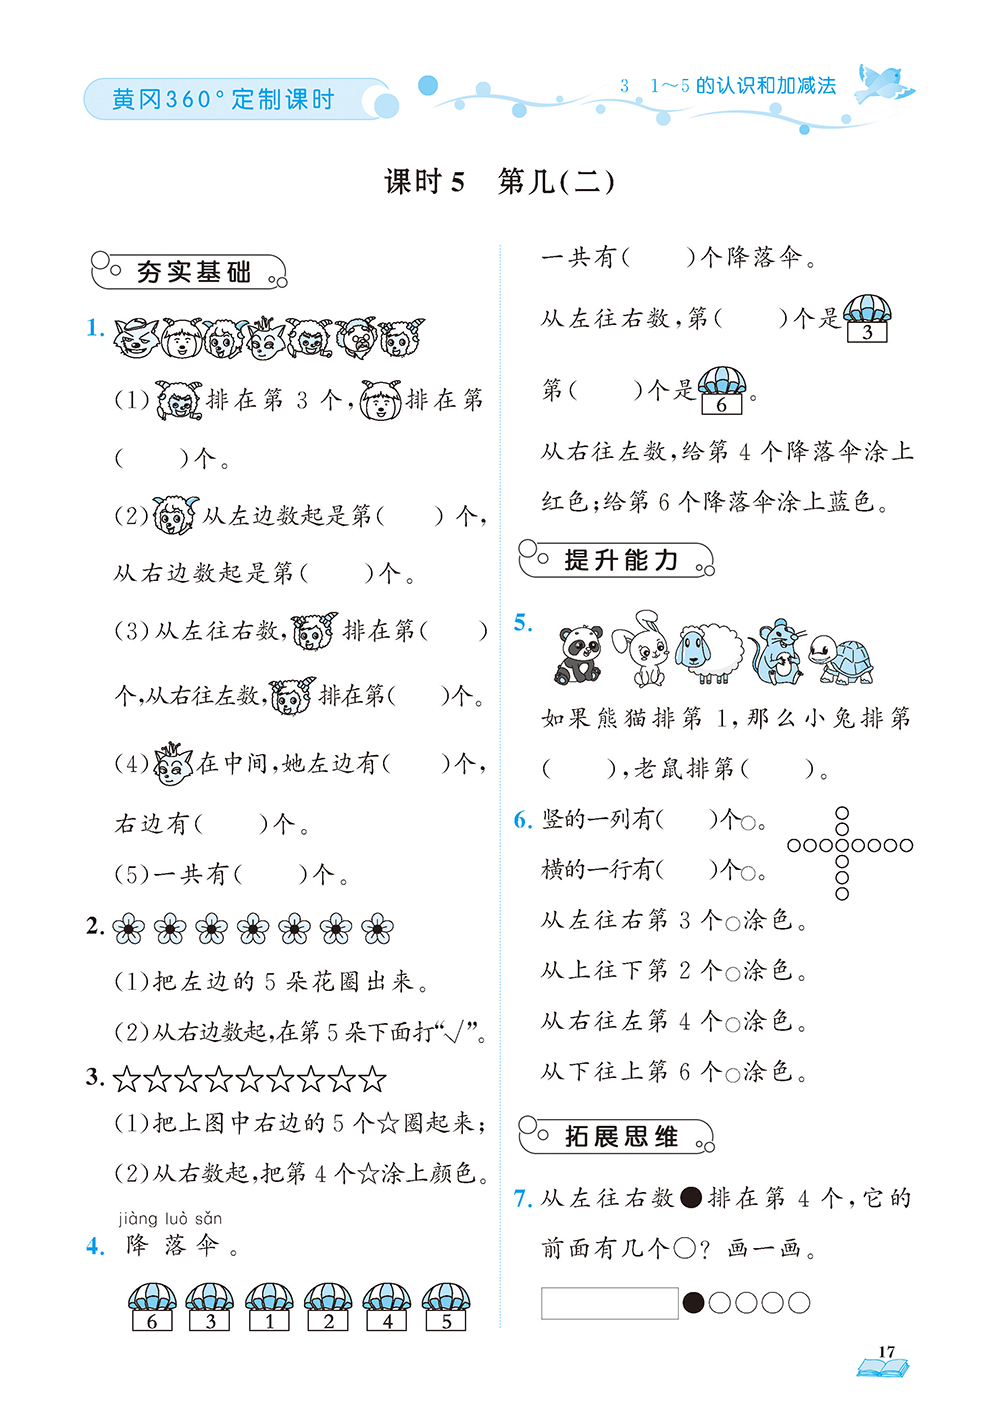 黄冈360°定制课时
3 1～5的认识和加减法
课时5 第几(二)
夯实基础
1.
(1) 排在第 3 个, 排在第
( )个。
(2) 从左边数起是第( )个,
从右边数起是第( )个。
(3)从左往右数, 排在第( )
个,从右往左数, 排在第( )个。
(4) 在中间,她左边有( )个,
右边有( )个。
(5)一共有( )个。
2.
(1)把左边的 5 朵花圈出来。
(2)从右边数起,在第 5 朵下面打“√”。
3. ☆☆☆☆☆☆☆☆☆
(1)把上图中右边的 5 个☆圈起来;
(2)从右数起,把第 4 个☆涂上颜色。
jiàng luò sǎn
4. 降落伞。
6 3 1 2 4 5
一共有( )个降落伞。
从左往右数,第( )个是
3
第( )个是 。
6
从右往左数,给第 4 个降落伞涂上
红色;给第 6 个降落伞涂上蓝色。
提升能力
5.
如果熊猫排第 1,那么小兔排第
( ),老鼠排第( )。
6. 竖的一列有( )个○。
横的一行有( )个○。
从左往右第 3 个○涂色。
从上往下第 2 个○涂色。
从右往左第 4 个○涂色。
从下往上第 6 个○涂色。
拓展思维
7. 从左往右数●排在第 4 个,它的
前面有几个○? 画一画。
●○○○○
17